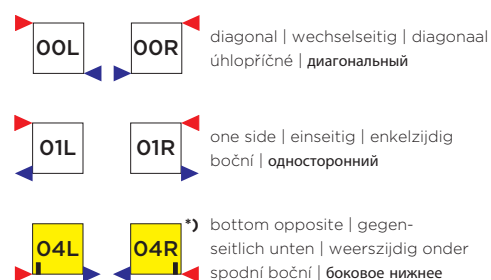 00L 00R diagonal | wechselseitig | diagonaal
úhlopříčné | диагональный
01L 01R one side | einseitig | enkelzijdig
boční | односторонний
04L 04R *) bottom opposite | gegen-
seitlich unten | weerszijdig onder
spodní boční | боковое нижнее